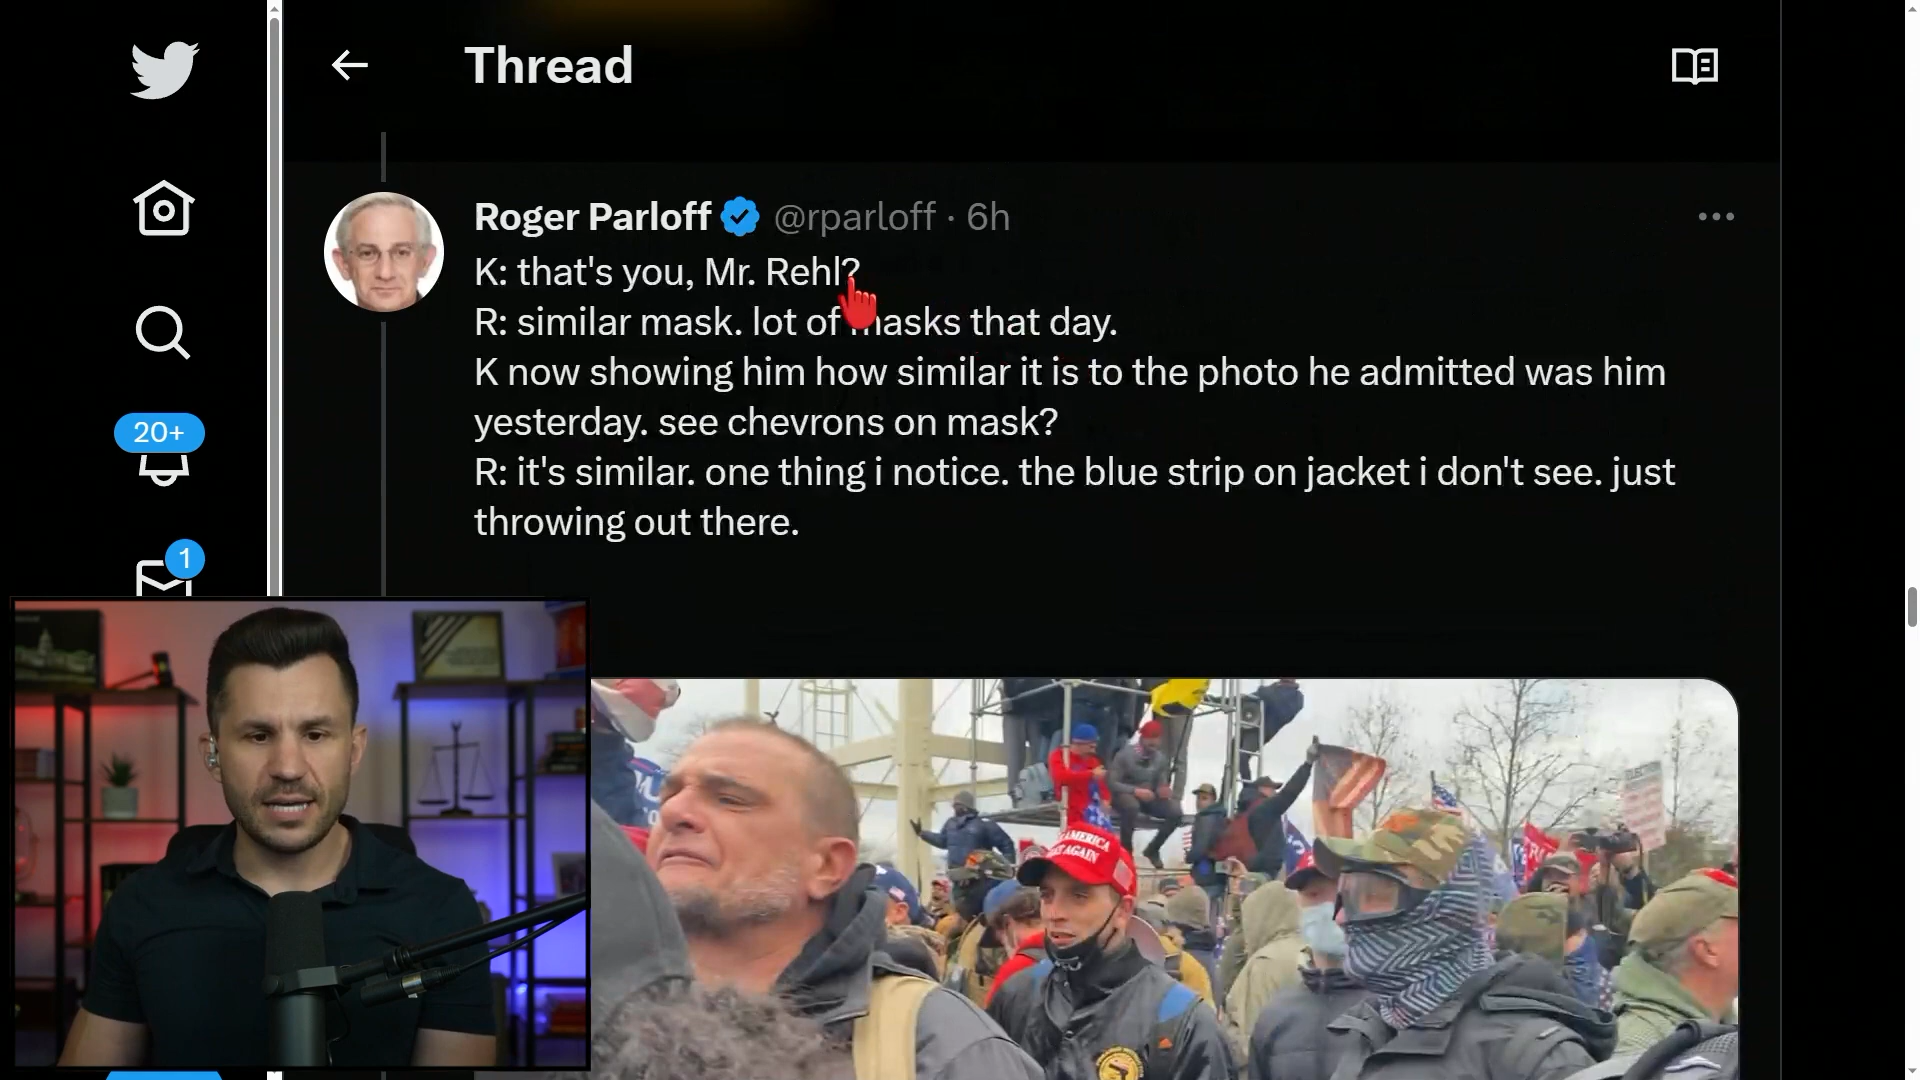 Thread
Roger Parloff @rparloff · 6h
K: that's you, Mr. Rehl?
R: similar mask. lot of masks that day.
K now showing him how similar it is to the photo he admitted was him
yesterday. see chevrons on mask?
R: it's similar. one thing i notice. the blue strip on jacket i don't see. just
throwing out there.
20+
1
AMERICA
AGAIN